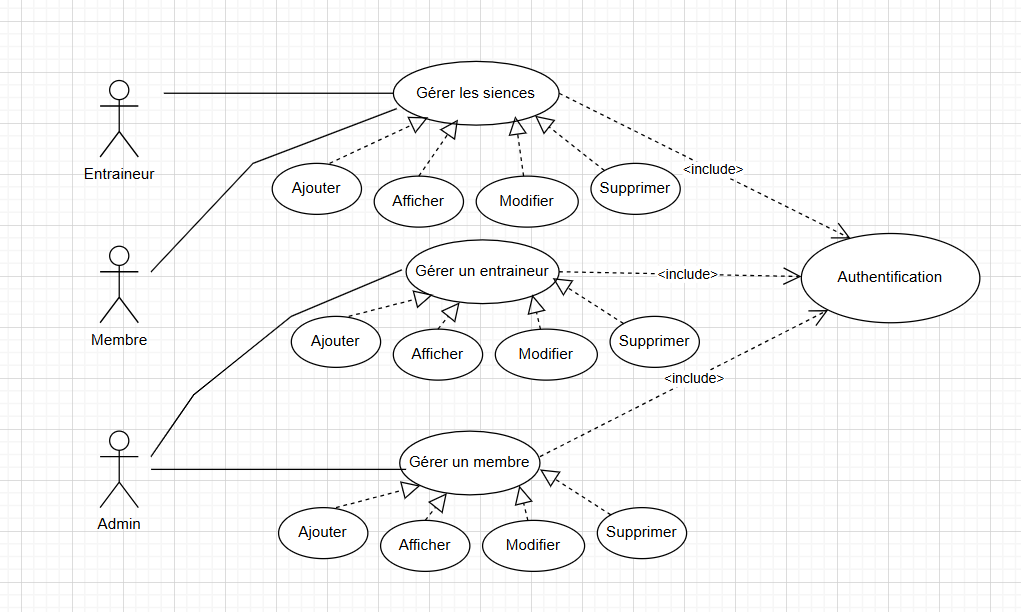 Gérer les siences
Entraineur
<include>
Ajouter
Afficher
Modifier
Supprimer
Gérer un entraineur
<include>
Authentification
Membre
Ajouter
Afficher
Modifier
Supprimer
<include>
Gérer un membre
Admin
Ajouter
Afficher
Modifier
Supprimer